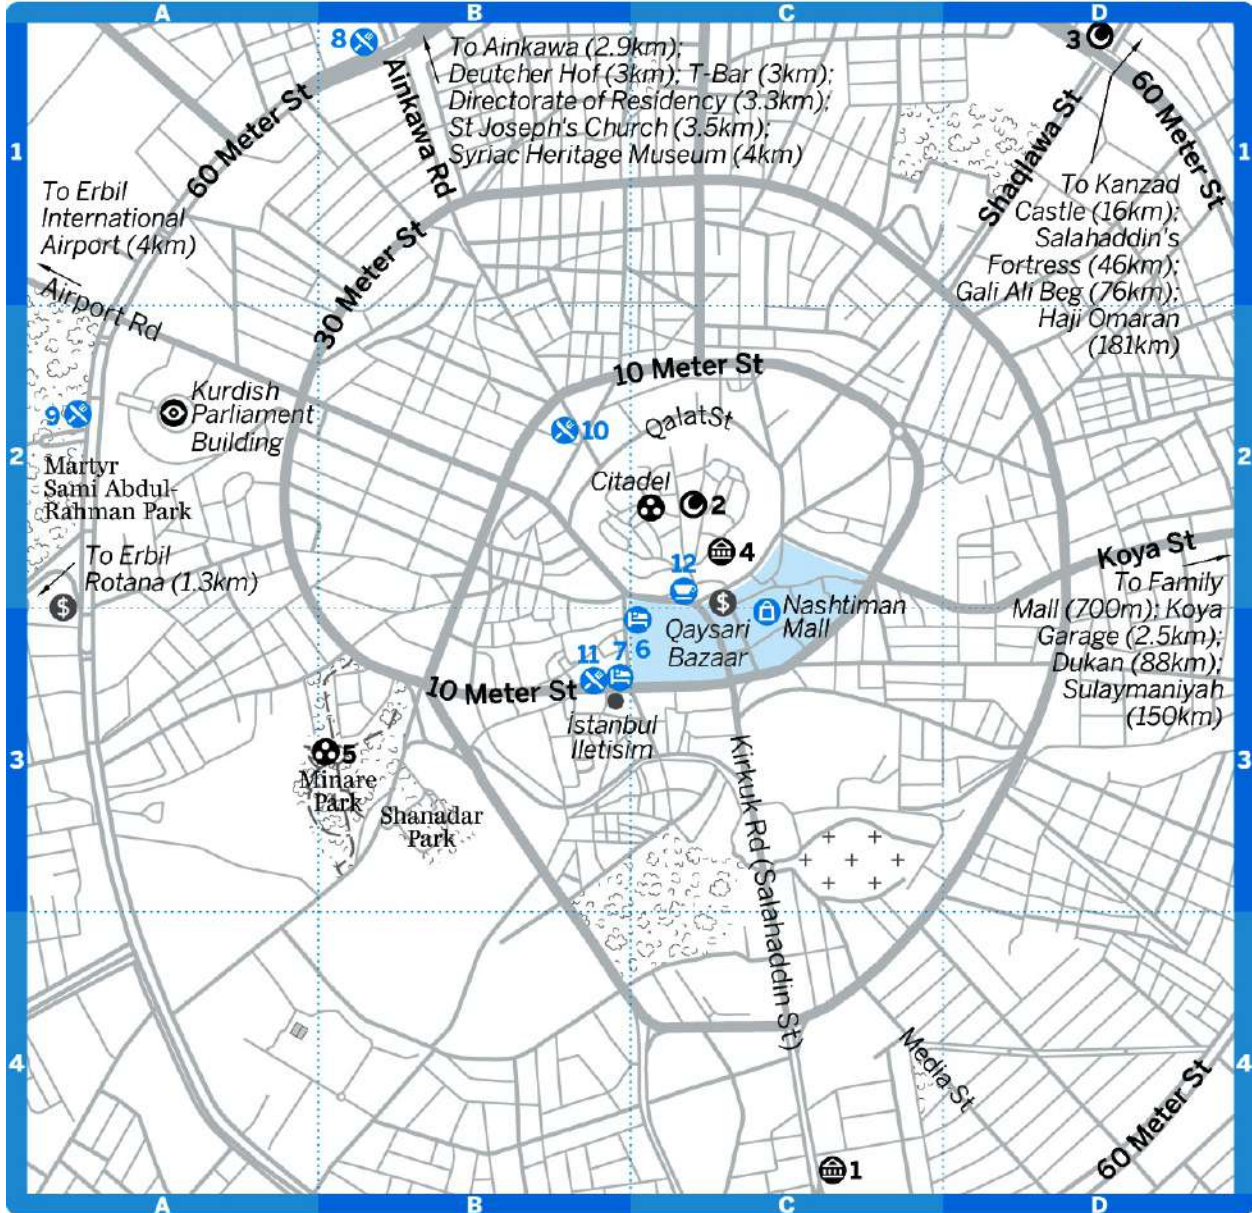 A
B
C
D
8
To Ainkawa (2.9km);
Deutcher Hof (3km); T-Bar (3km);
Directorate of Residency (3.3km);
St Joseph's Church (3.5km);
Syriac Heritage Museum (4km)
3
60 Meter St
Ainkawa Rd
60 Meter St
Shaqlawa St
1
1
To Erbil
International
Airport (4km)
To Kanzad
Castle (16km);
Salahaddin's
Fortress (46km);
Gali Ali Beg (76km);
Haji Omaran
(181km)
Airport Rd
30 Meter St
10 Meter St
Kurdish
Parliament
Building
9
10
Qalat St
2
2
Martyr
Sami Abdul-
Rahman Park
Citadel
2
4
12
Koya St
To Erbil
Rotana (1.3km)
$
$
Nashtiman
Mall
To Family
Mall (700m); Koya
Garage (2.5km);
Dukan (88km);
Sulaymaniyah
(150km)
Qaysari
Bazaar
11
7
6
10 Meter St
İstanbul
Iletisim
3
3
5
Minare
Park
Shanadar
Park
Kirkuk Rd (Salahaddin St)
4
4
Media St
60 Meter St
1
A
B
C
D